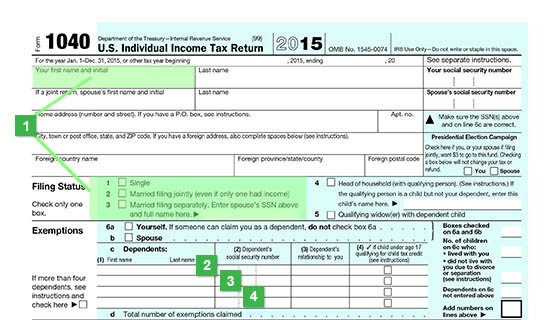 Form 1040 Department of the Treasury—Internal Revenue Service (99)
U.S. Individual Income Tax Return 2015 OMB No. 1545-0074 IRS Use Only—Do not write or staple in this space.
For the year Jan. 1–Dec. 31, 2015, or other tax year beginning , 2015, ending , 20 See separate instructions.
Your first name and initial Last name Your social security number
If a joint return, spouse's first name and initial Last name Spouse's social security number
Home address (number and street). If you have a P.O. box, see instructions. Apt. no.
▲ Make sure the SSN(s) above
and on line 6c are correct.
1
City, town or post office, state, and ZIP code. If you have a foreign address, also complete spaces below (see instructions).
Presidential Election Campaign
Check here if you, or your spouse if filing
jointly, want $3 to go to this fund. Checking
a box below will not change your tax or
refund. You Spouse
Foreign country name Foreign province/state/county Foreign postal code
Filing Status
Check only one
box.
1 Single
2 Married filing jointly (even if only one had income)
3 Married filing separately. Enter spouse's SSN above
and full name here. ▶
4 Head of household (with qualifying person). (See instructions.) If
the qualifying person is a child but not your dependent, enter this
child's name here. ▶
5 Qualifying widow(er) with dependent child
Exemptions
6a Yourself. If someone can claim you as a dependent, do not check box 6a
b Spouse
c Dependents:
(1) First name Last name
(2) Dependent's
social security number
(3) Dependent's
relationship to you
(4) ✓ if child under age 17
qualifying for child tax credit
(see instructions)
2
3
4
If more than four
dependents, see
instructions and
check here ▶
d Total number of exemptions claimed
Boxes checked
on 6a and 6b
No. of children
on 6c who:
• lived with you
• did not live with
you due to divorce
or separation
(see instructions)
Dependents on 6c
not entered above
Add numbers on
lines above ▶